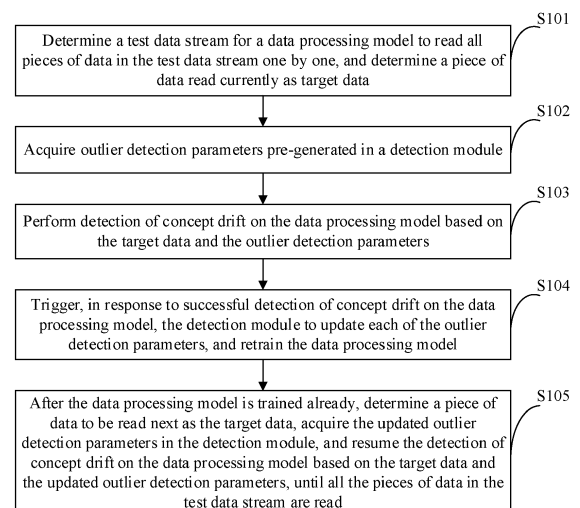 S101
Determine a test data stream for a data processing model to read all
pieces of data in the test data stream one by one, and determine a piece of
data read currently as target data
S102
Acquire outlier detection parameters pre-generated in a detection module
S103
Perform detection of concept drift on the data processing model based on
the target data and the outlier detection parameters
S104
Trigger, in response to successful detection of concept drift on the data
processing model, the detection module to update each of the outlier
detection parameters, and retrain the data processing model
S105
After the data processing model is trained already, determine a piece of
data to be read next as the target data, acquire the updated outlier
detection parameters in the detection module, and resume the detection of
concept drift on the data processing model based on the target data and
the updated outlier detection parameters, until all the pieces of data in the
test data stream are read